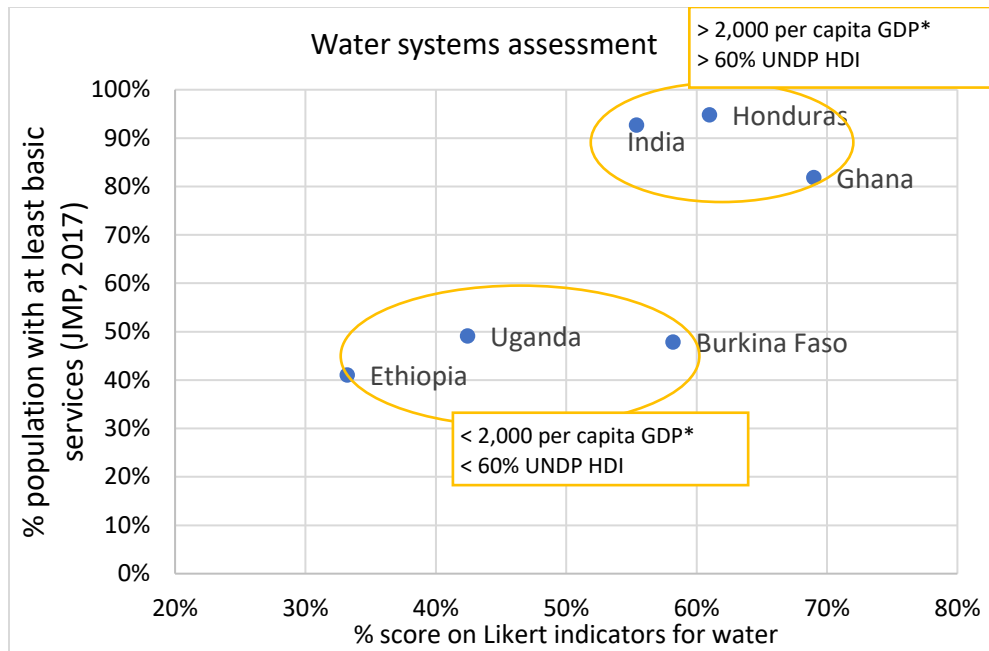 Water systems assessment
> 2,000 per capita GDP*
> 60% UNDP HDI
% population with at least basic
services (JMP, 2017)
100%
90%
80%
70%
60%
50%
40%
30%
20%
10%
0%
Honduras
India
Ghana
Uganda
Burkina Faso
Ethiopia
< 2,000 per capita GDP*
< 60% UNDP HDI
20% 30% 40% 50% 60% 70% 80%
% score on Likert indicators for water